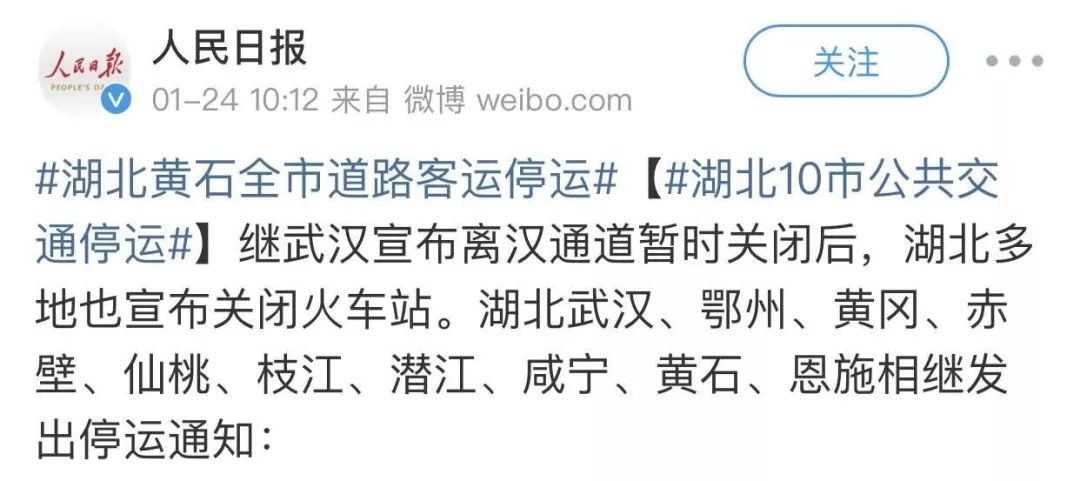 人民日报
PEOPLE'S DA
人民日报
关注
01-24 10:12 来自 微博 weibo.com
#湖北黄石全市道路客运停运#【#湖北10市公共交
通停运#】继武汉宣布离汉通道暂时关闭后，湖北多
地也宣布关闭火车站。湖北武汉、鄂州、黄冈、赤
壁、仙桃、枝江、潜江、咸宁、黄石、恩施相继发
出停运通知：